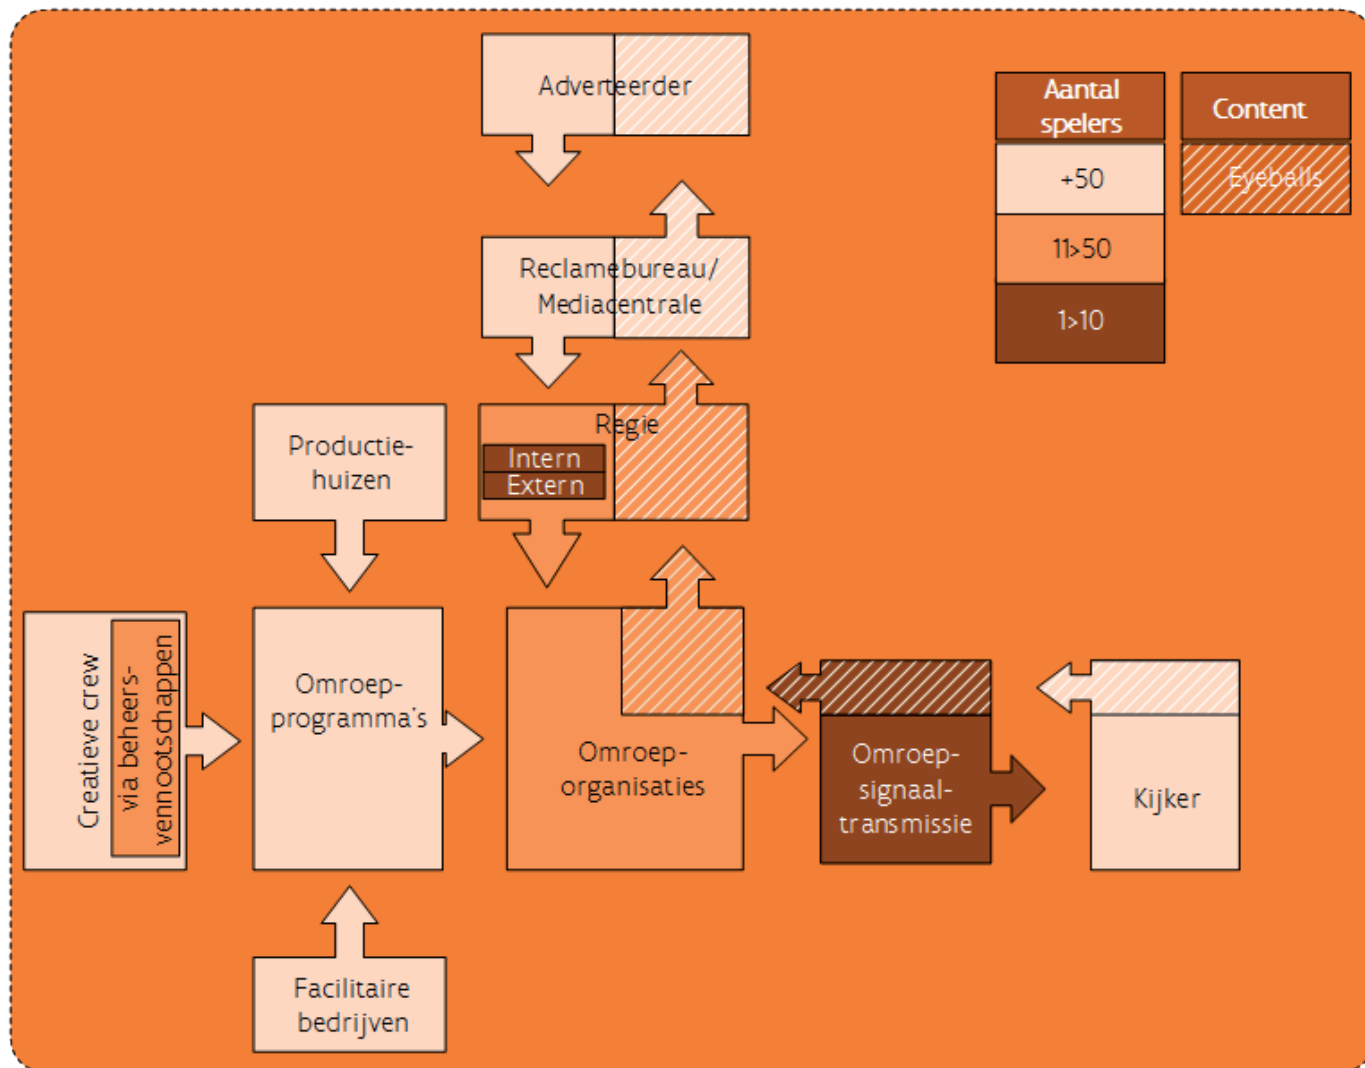 Adverteerder
Aantal
spelers
Content
+50
Eyeballs
11>50
1>10
Reclamebureau/
Mediacentrale
Regie
Intern
Extern
Productie-
huizen
Creatieve crew
via beheers-
vennootschappen
Omroep-
programma's
Omroep-
organisaties
Omroep-
signaal-
transmissie
Kijker
Facilitaire
bedrijven